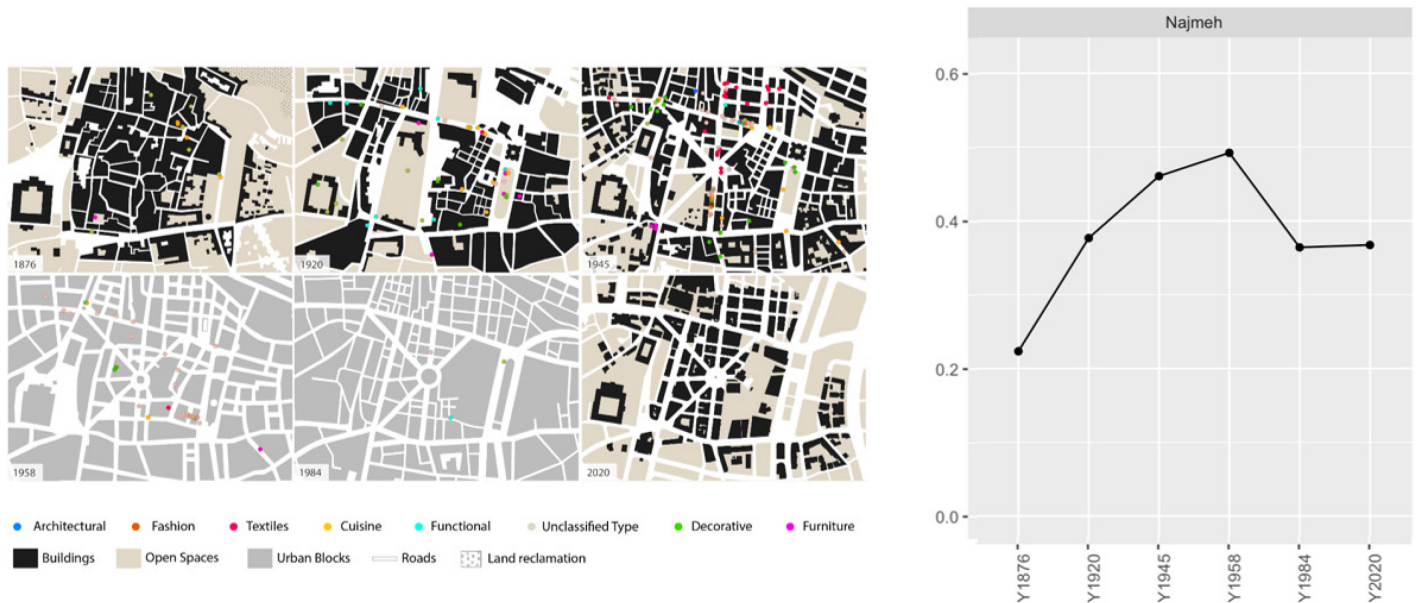 1876
1920
1945
1958
1984
2020
Architectural
Fashion
Textiles
Cuisine
Functional
Unclassified Type
Decorative
Furniture
Buildings
Open Spaces
Urban Blocks
Roads
Land reclamation
Najmeh
0.6
0.4
0.2
0.0
Y1876
Y1920
Y1945
Y1958
Y1984
Y2020